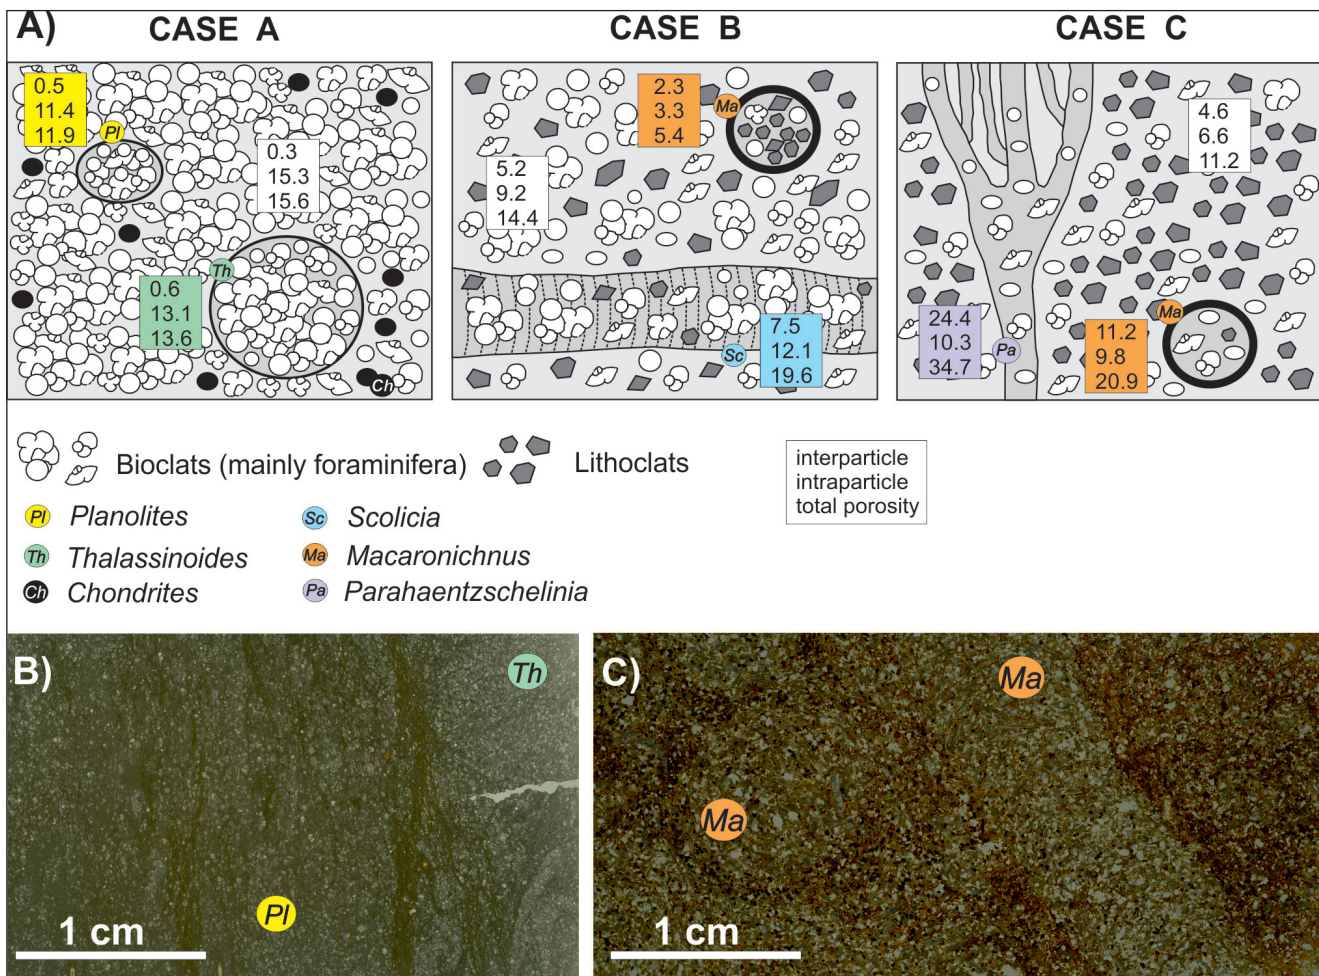 A)
CASE A
CASE B
CASE C
0.5
11.4
11.9
Pl
0.3
15.3
15.6
Th
0.6
13.1
13.6
Ch
2.3
3.3
5.4
Ma
5.2
9.2
14.4
7.5
12.1
19.6
Sc
4.6
6.6
11.2
24.4
10.3
34.7
Pa
11.2
9.8
20.9
Ma
Bioclats (mainly foraminifera)
Lithoclats
interparticle
intraparticle
total porosity
Pl Planolites
Sc Scolicia
Th Thalassinoides
Ma Macaronichnus
Ch Chondrites
Pa Parahaentzschelinia
B)
Th
Pl
1 cm
C)
Ma
Ma
1 cm